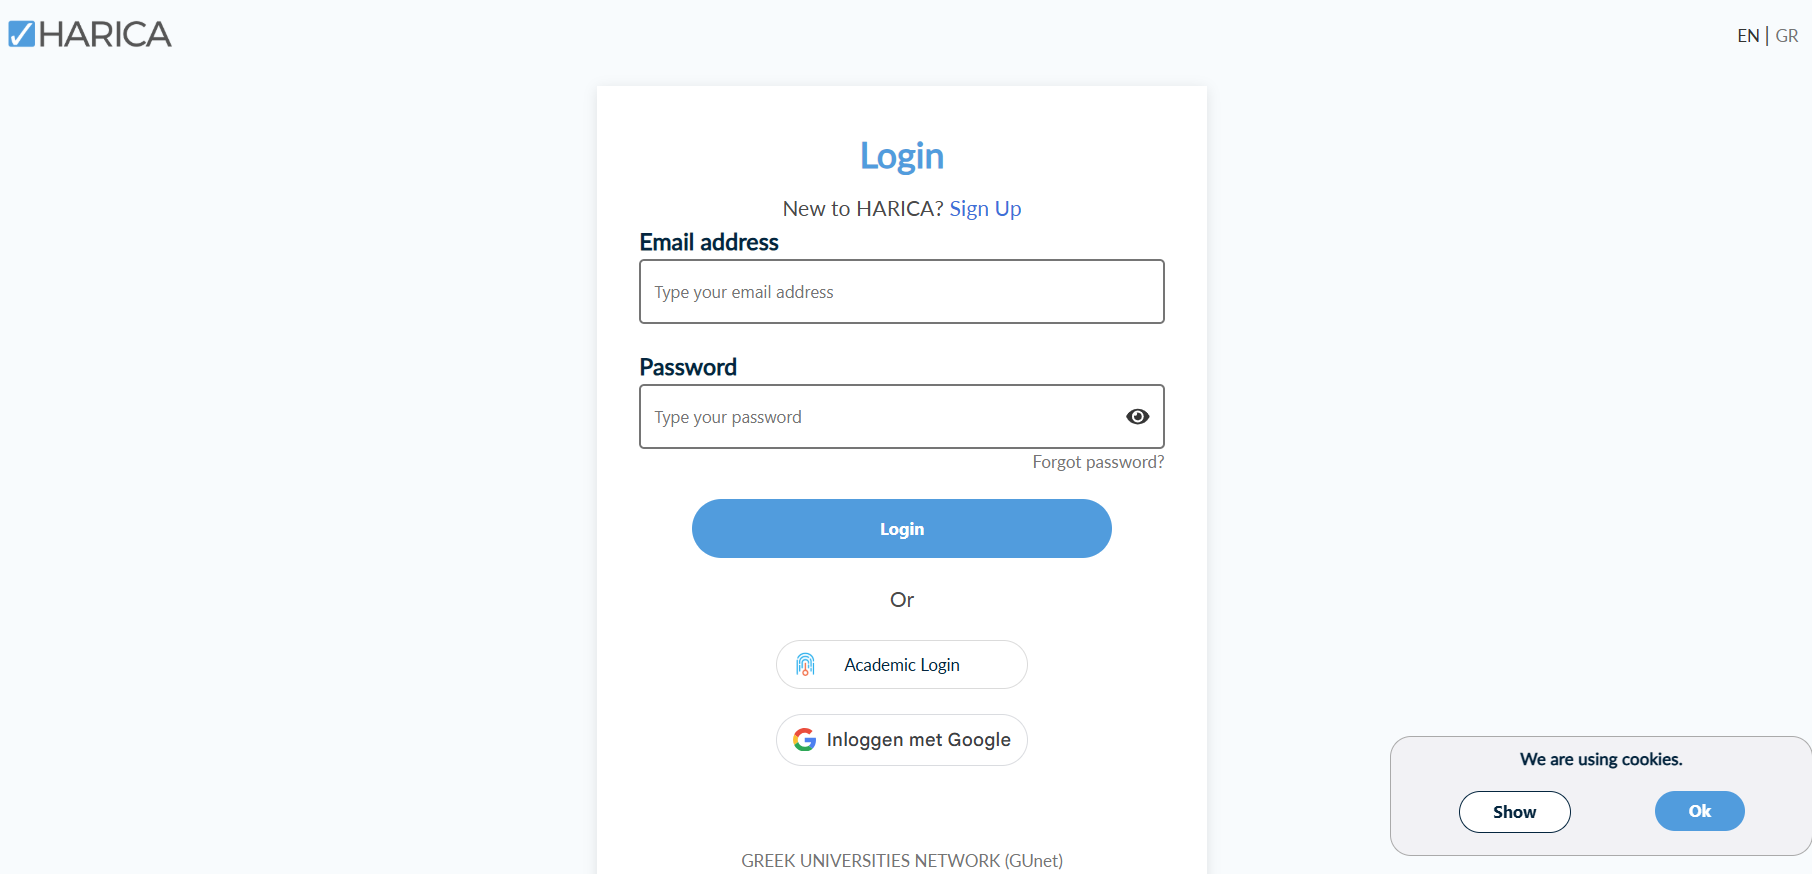 HARICA
EN | GR
Login
New to HARICA? Sign Up
Email address
Type your email address
Password
Type your password
Forgot password?
Login
Or
Academic Login
Inloggen met Google
We are using cookies.
Show
Ok
GREEK UNIVERSITIES NETWORK (GUnet)